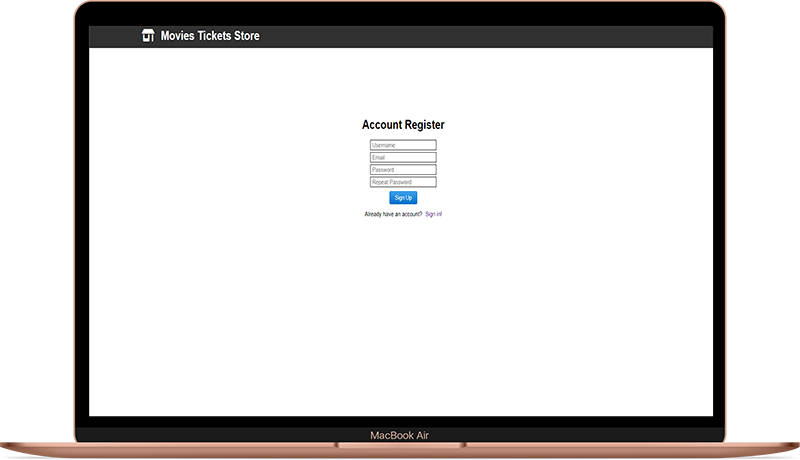 Movies Tickets Store
Account Register
Username
Email
Password
Repeat Password
Sign Up
Already have an account? Sign in!
MacBook Air